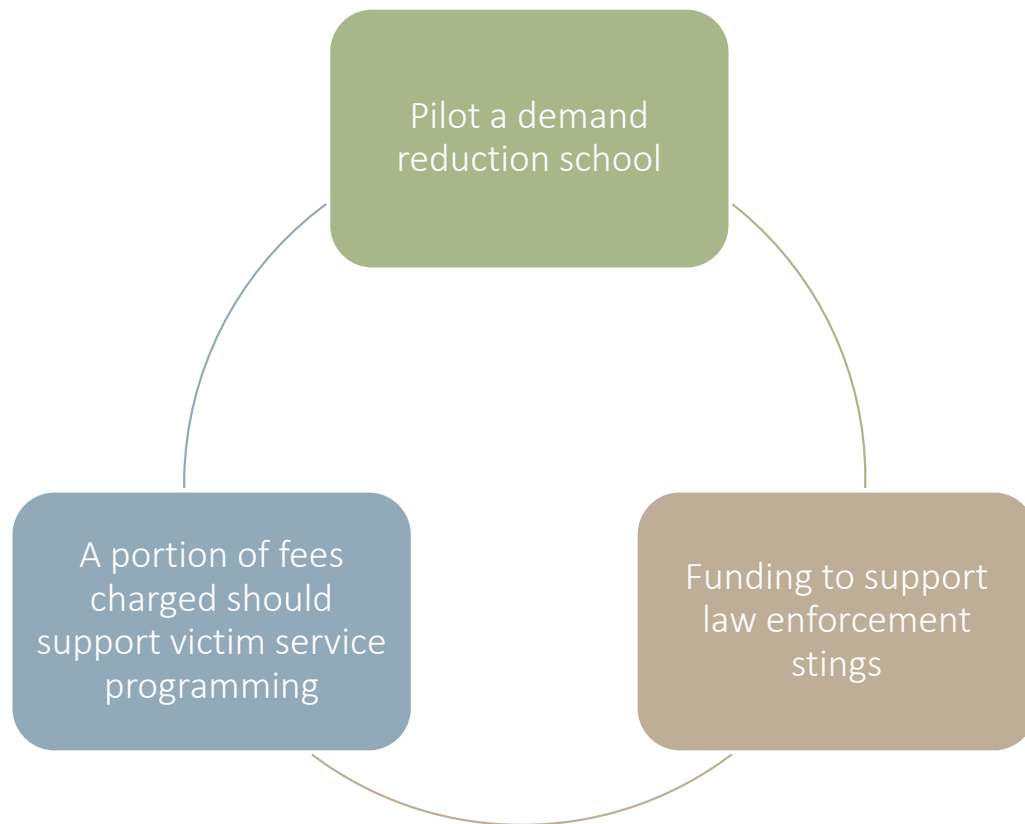 Pilot a demand
reduction school
A portion of fees
charged should
support victim service
programming
Funding to support
law enforcement
stings